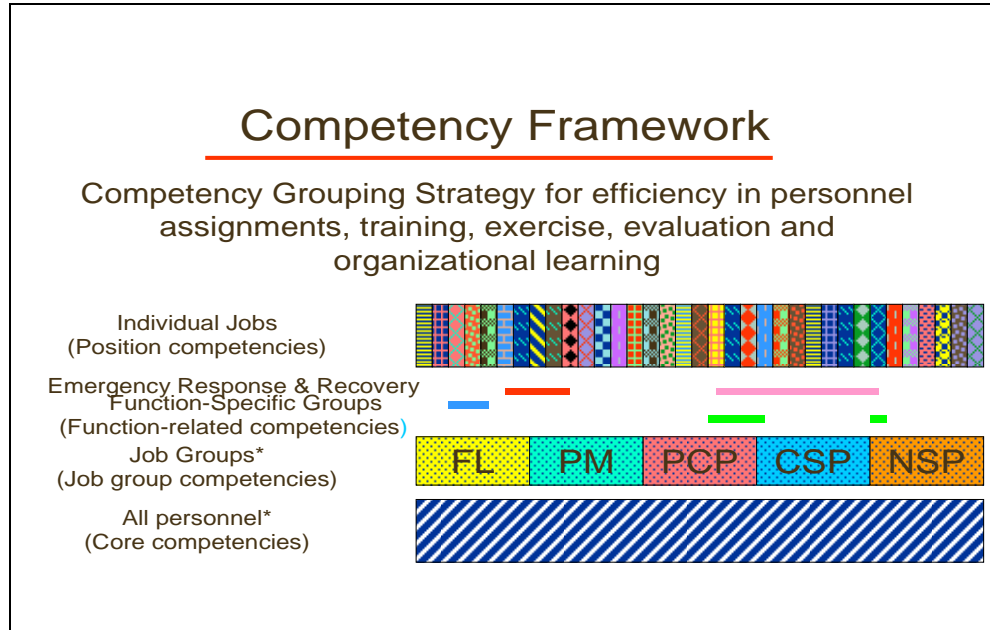 Competency Framework
Competency Grouping Strategy for efficiency in personnel
assignments, training, exercise, evaluation and
organizational learning
Individual Jobs
(Position competencies)
Emergency Response & Recovery
Function-Specific Groups
(Function-related competencies)
Job Groups*
(Job group competencies)
FL PM PCP CSP NSP
All personnel*
(Core competencies)